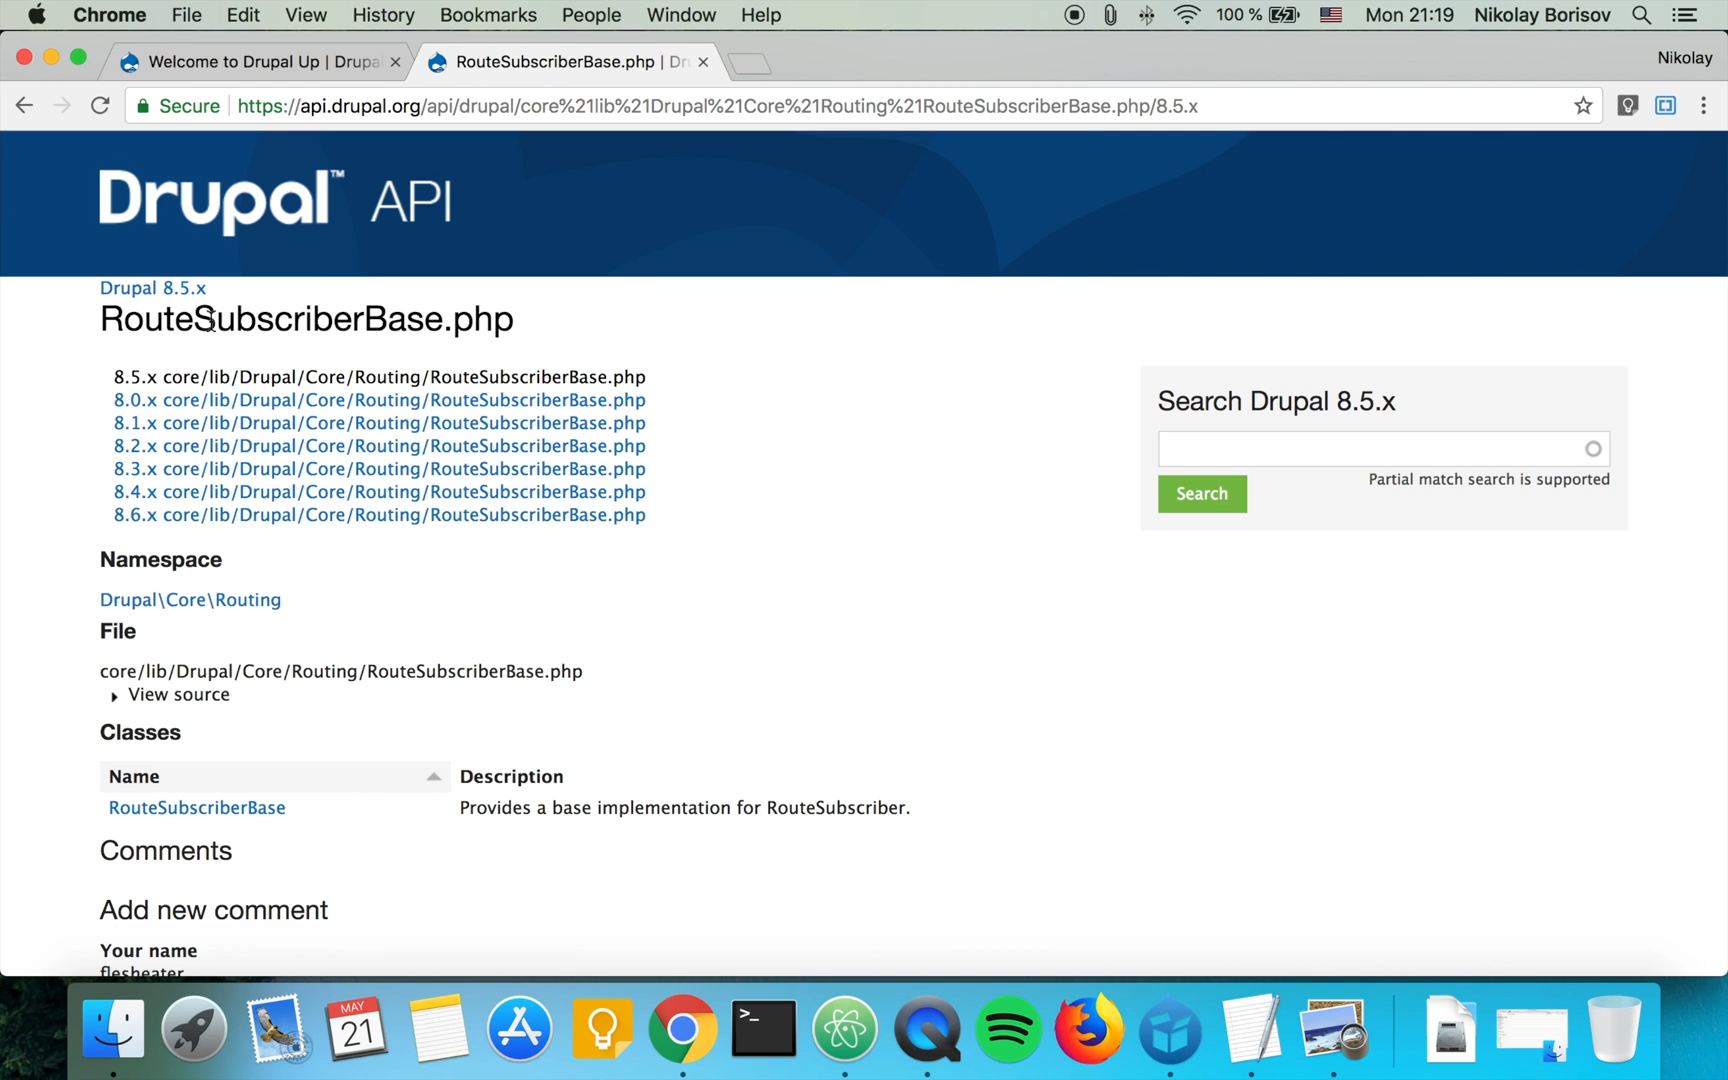 Chrome File Edit View History Bookmarks People Window Help 100 % Mon 21:19 Nikolay Borisov
Welcome to Drupal Up | Drupa
RouteSubscriberBase.php | Dr
Nikolay
Secure https://api.drupal.org/api/drupal/core%21lib%21Drupal%21Core%21Routing%21RouteSubscriberBase.php/8.5.x
Drupal™ API
Drupal 8.5.x
RouteSubscriberBase.php
8.5.x core/lib/Drupal/Core/Routing/RouteSubscriberBase.php
8.0.x core/lib/Drupal/Core/Routing/RouteSubscriberBase.php
8.1.x core/lib/Drupal/Core/Routing/RouteSubscriberBase.php
8.2.x core/lib/Drupal/Core/Routing/RouteSubscriberBase.php
8.3.x core/lib/Drupal/Core/Routing/RouteSubscriberBase.php
8.4.x core/lib/Drupal/Core/Routing/RouteSubscriberBase.php
8.6.x core/lib/Drupal/Core/Routing/RouteSubscriberBase.php
Search Drupal 8.5.x
Partial match search is supported
Search
Namespace
Drupal\Core\Routing
File
core/lib/Drupal/Core/Routing/RouteSubscriberBase.php
View source
Classes
Name Description
RouteSubscriberBase Provides a base implementation for RouteSubscriber.
Comments
Add new comment
Your name
flesheater
MAY
21
>_